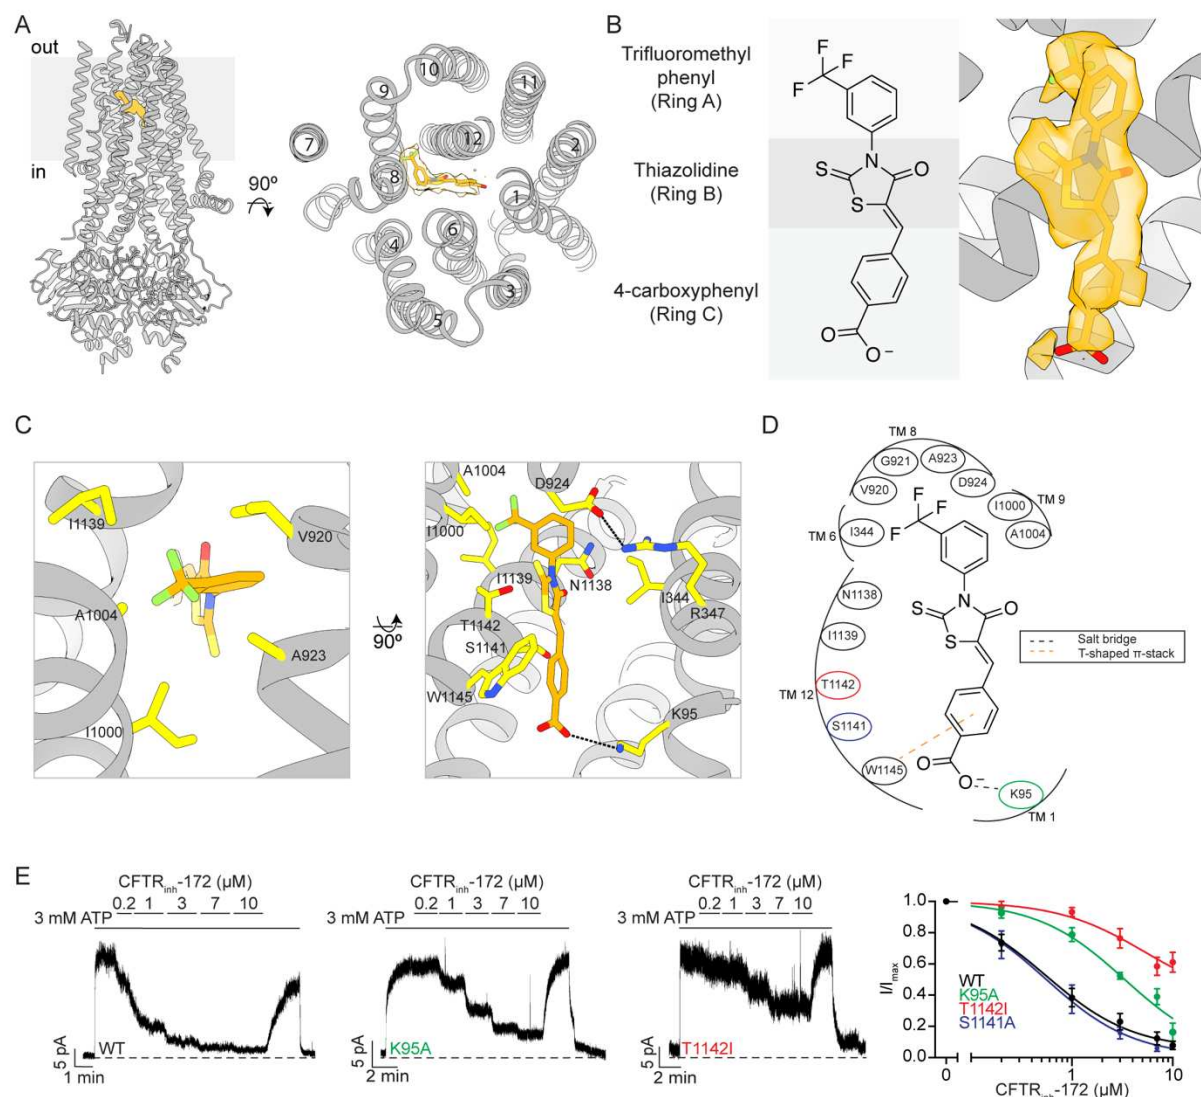 A
out
in
90º
7
9
10
11
12
8
2
1
6
4
3
5
B
Trifluoromethyl
phenyl
(Ring A)
Thiazolidine
(Ring B)
4-carboxyphenyl
(Ring C)
F
F
F
N
S
O
S
O
O⁻
C
I1139
V920
A1004
A923
I1000
90º
A1004
D924
I1000
I1139
N1138
I344
T1142
R347
S1141
W1145
K95
D
TM 8
G921
A923
V920
D924
I1000
TM 9
A1004
TM 6
I344
F
F
F
N1138
N
S
O
S
I1139
TM 12
T1142
S1141
W1145
O
O⁻
K95
TM 1
Salt bridge
T-shaped π-stack
E
CFTRinh-172 (µM)
0.2 1 3 7 10
3 mM ATP
5 pA
WT
1 min
CFTRinh-172 (µM)
0.2 1 3 7 10
3 mM ATP
5 pA
K95A
2 min
CFTRinh-172 (µM)
0.2 1 3 7 10
3 mM ATP
5 pA
T1142I
2 min
I/Imax
1.0
0.8
0.6
0.4
0.2
0.0
WT
K95A
T1142I
S1141A
0 1 10
CFTRinh-172 (µM)